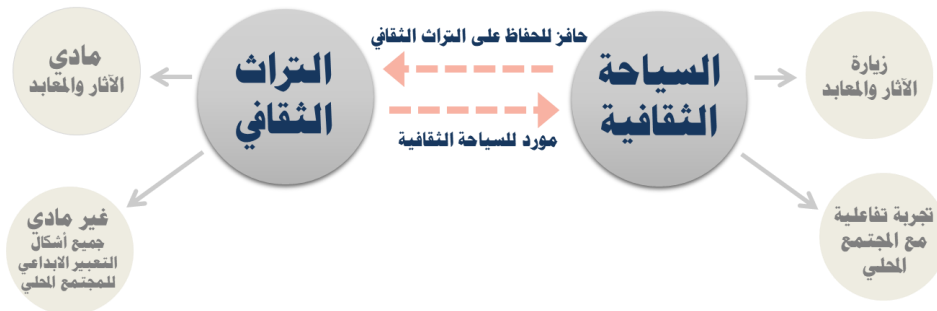 حافز للحفاظ على التراث الثقافي
السياحة
الثقافية
التراث
الثقافي
مورد للسياحة الثقافية
زيارة
الآثار والمعابد
تجربة تفاعلية
مع المجتمع
المحلي
مادي
الآثار والمعابد
غير مادي
جميع أشكال
التعبير الابداعي
للمجتمع المحلي